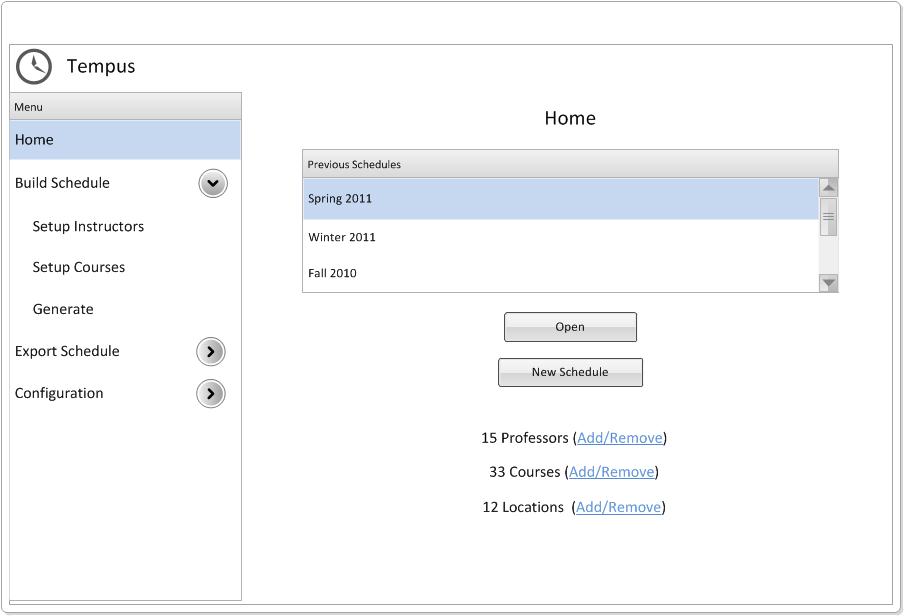 Tempus
Menu
Home
Build Schedule
Setup Instructors
Setup Courses
Generate
Export Schedule
Configuration
Home
Previous Schedules
Spring 2011
Winter 2011
Fall 2010
Open
New Schedule
15 Professors (Add/Remove)
33 Courses (Add/Remove)
12 Locations  (Add/Remove)